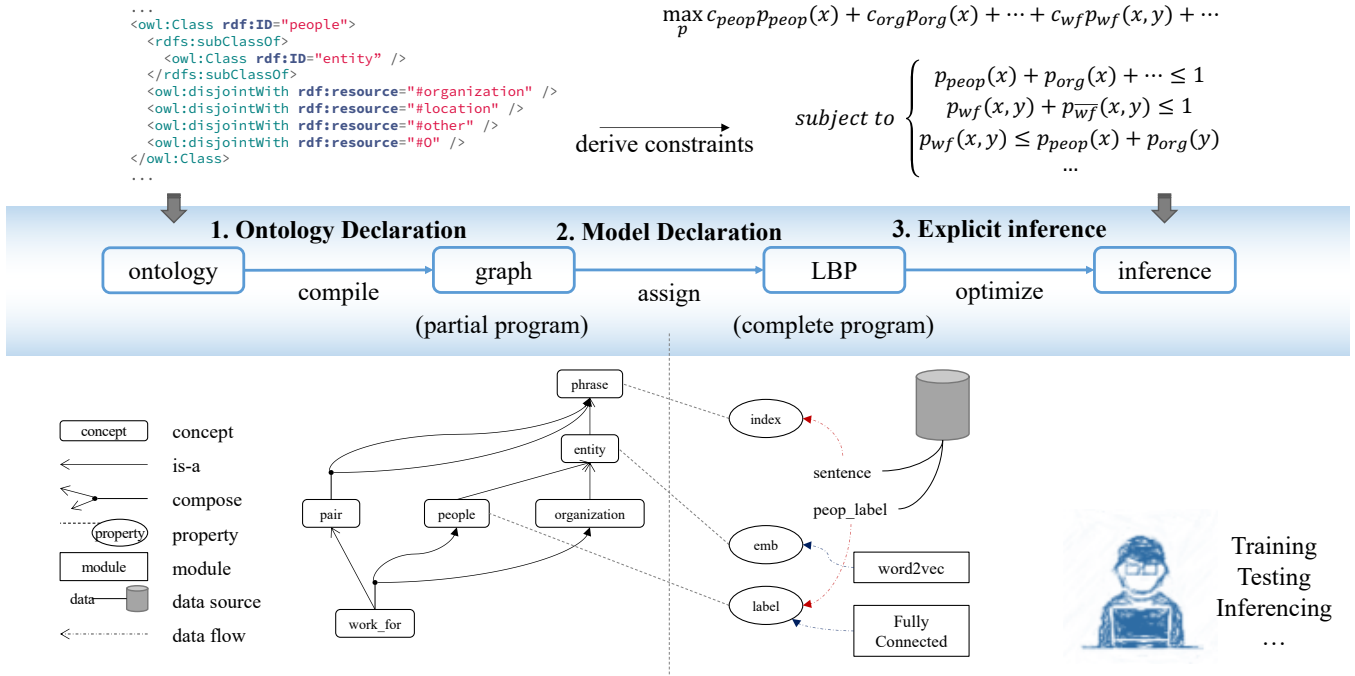 ...
<owl:Class rdf:ID="people">
<rdfs:subClassOf>
<owl:Class rdf:ID="entity” />
</rdfs:subClassOf>
<owl:disjointWith rdf:resource="#organization" />
<owl:disjointWith rdf:resource="#location" />
<owl:disjointWith rdf:resource="#other" />
<owl:disjointWith rdf:resource="#O" />
</owl:Class>
...
derive constraints
max c_peop p_peop(x) + c_org p_org(x) + ⋯ + c_wf p_wf(x, y) + ⋯
p
subject to
p_peop(x) + p_org(x) + ⋯ ≤ 1
p_wf(x, y) + p_w̅f̅(x, y) ≤ 1
p_wf(x, y) ≤ p_peop(x) + p_org(y)
...
1. Ontology Declaration
2. Model Declaration
3. Explicit inference
ontology
compile
graph
assign
LBP
optimize
inference
(partial program)
(complete program)
concept
concept
is-a
compose
property
property
module
module
data
data source
data flow
phrase
entity
pair
people
organization
work_for
index
sentence
peop_label
emb
word2vec
label
Fully
Connected
Training
Testing
Inferencing
...